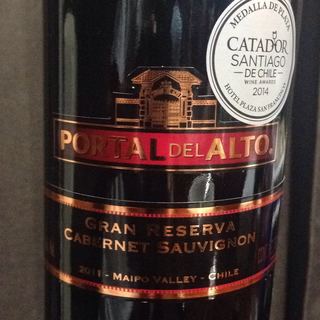 MEDALLA DE PLATA
CATADOR
SANTIAGO
DE CHILE
WINE AWARDS
2014
PORTAL DEL ALTO.
GRAN RESERVA
CABERNET SAUVIGNON
2011 - MAIPO VALLEY - CHILE